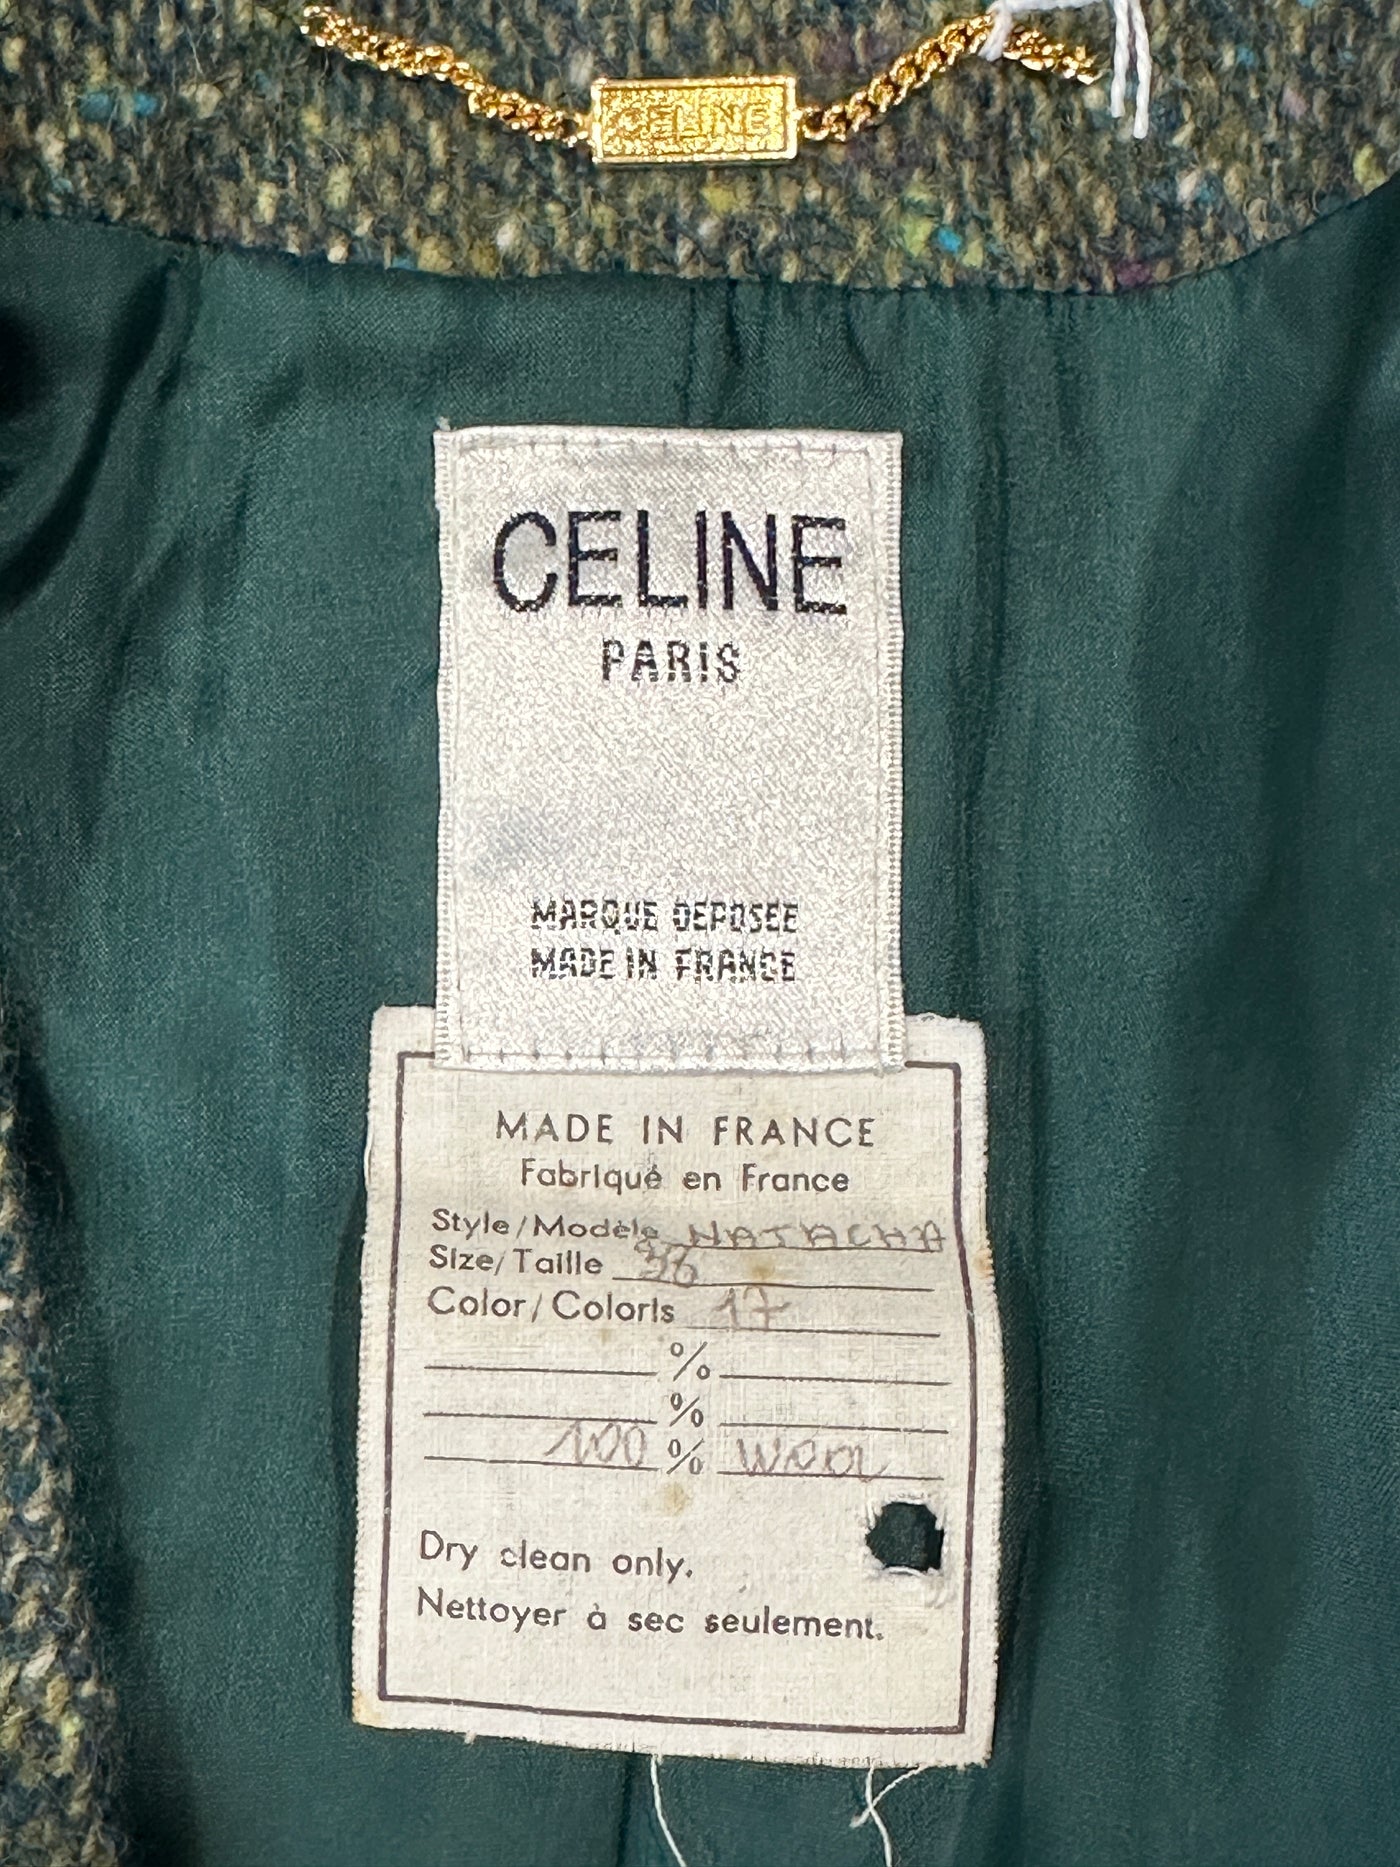 CELINE
CELINE
PARIS
MARQUE DEPOSEE
MADE IN FRANCE
MADE IN FRANCE
Fabriqué en France
Style/Modèle NATACHA
Size/Taille 36
Color/Coloris 17
%
%
100 % WOOL
Dry clean only.
Nettoyer à sec seulement.